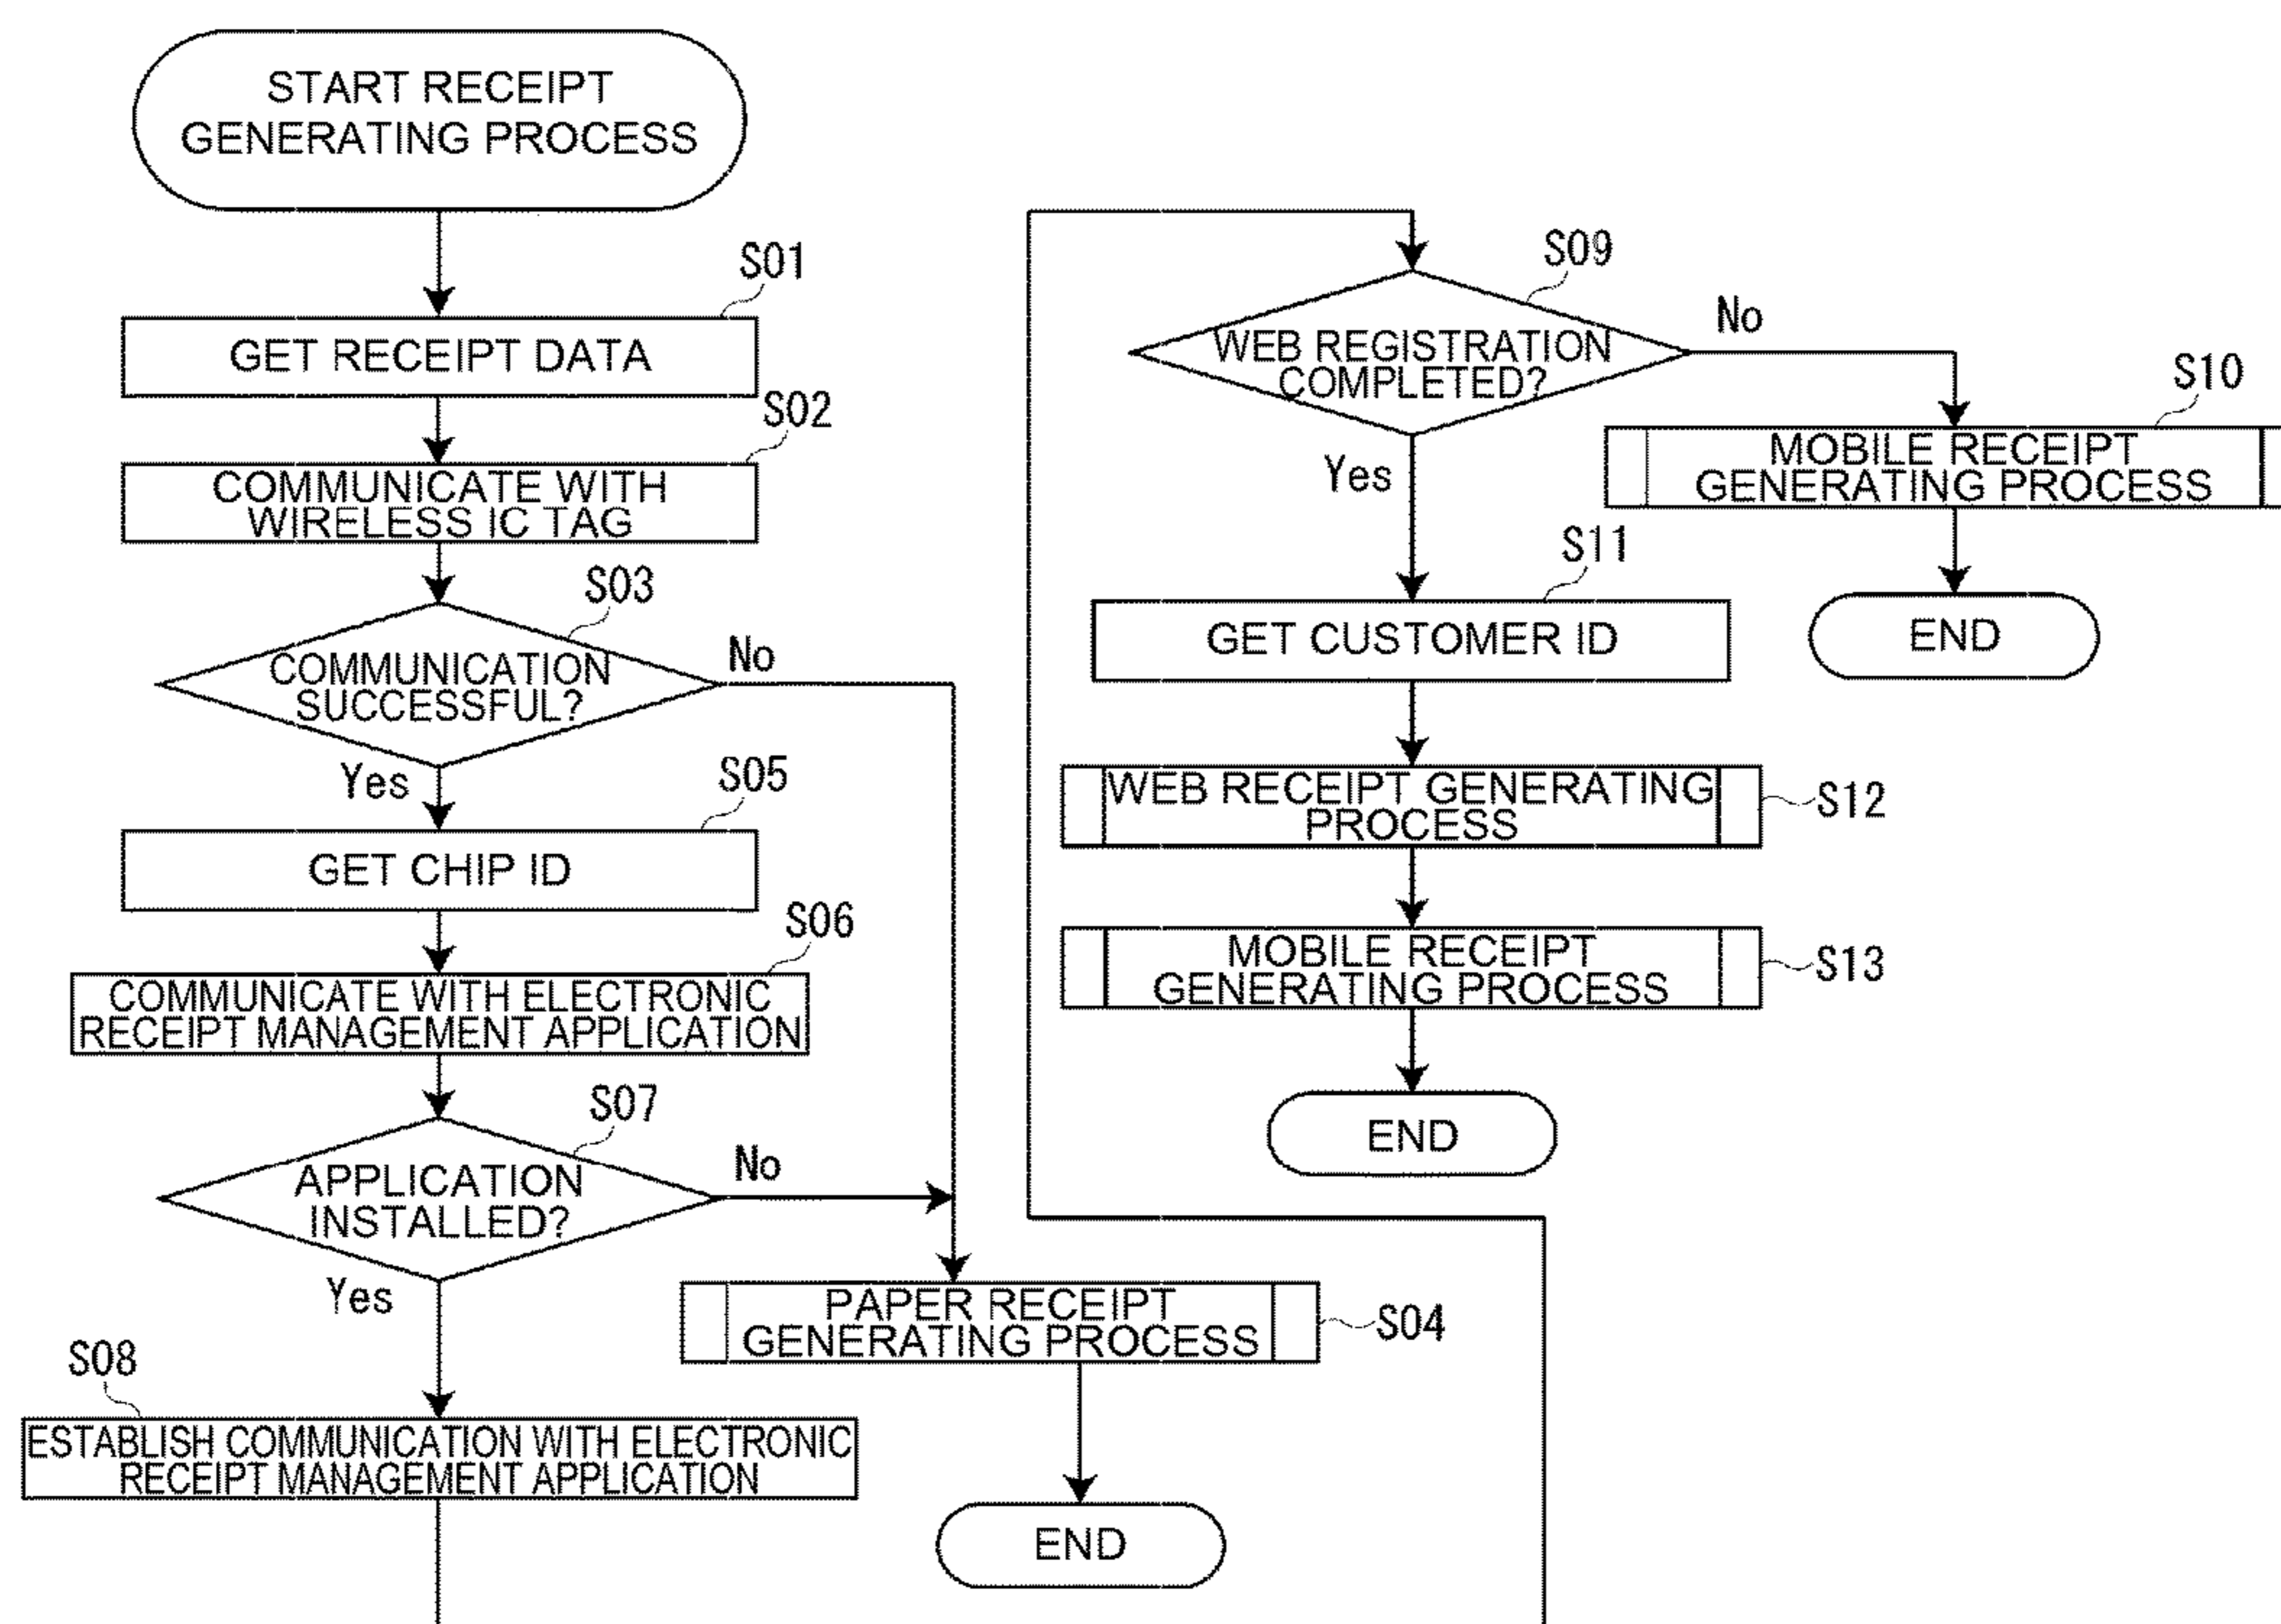 START RECEIPT
GENERATING PROCESS
S01
GET RECEIPT DATA
S02
COMMUNICATE WITH
WIRELESS IC TAG
S03
COMMUNICATION
SUCCESSFUL?
No
Yes
S05
GET CHIP ID
S06
COMMUNICATE WITH ELECTRONIC
RECEIPT MANAGEMENT APPLICATION
S07
APPLICATION
INSTALLED?
No
Yes
PAPER RECEIPT
GENERATING PROCESS
S04
S08
ESTABLISH COMMUNICATION WITH ELECTRONIC
RECEIPT MANAGEMENT APPLICATION
END
S09
WEB REGISTRATION
COMPLETED?
No
S10
MOBILE RECEIPT
GENERATING PROCESS
Yes
END
S11
GET CUSTOMER ID
WEB RECEIPT GENERATING
PROCESS
S12
MOBILE RECEIPT
GENERATING PROCESS
S13
END